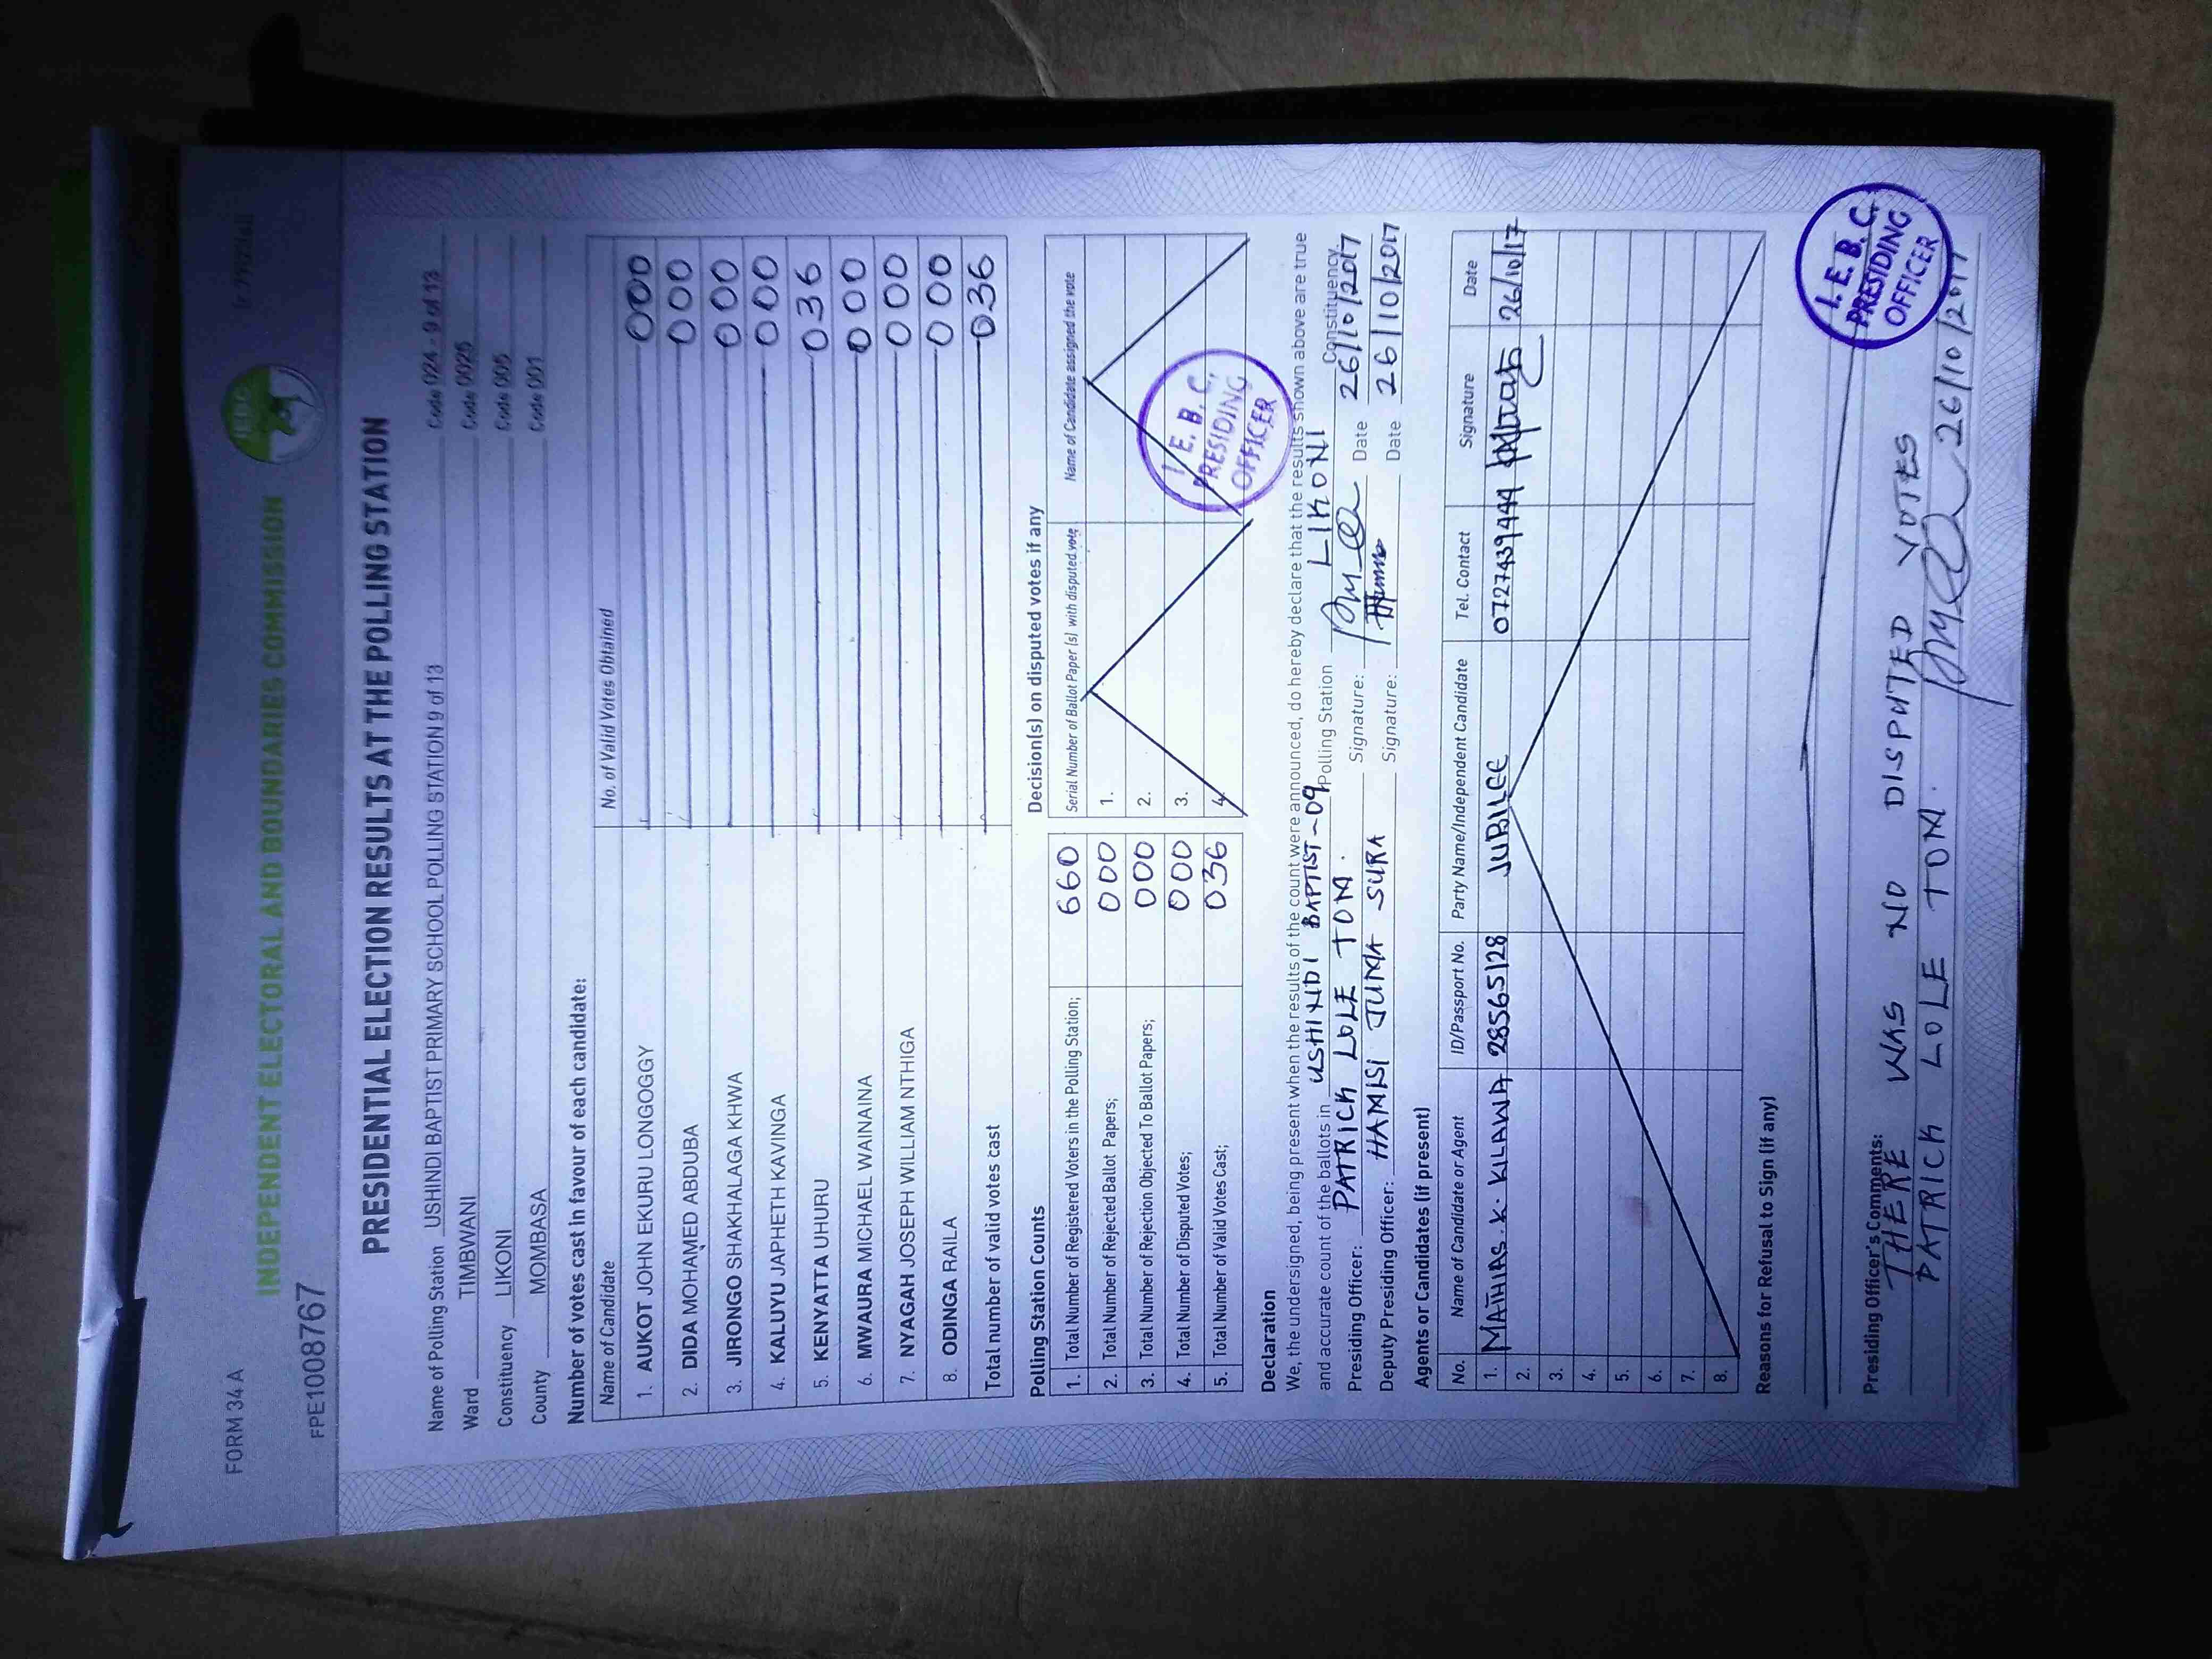 FORM 34 A
INDEPENDENT ELECTORAL AND BOUNDARIES COMMISSION
IEBC
FPE1008767
PRESIDENTIAL ELECTION RESULTS AT THE POLLING STATION
Name of Polling Station USHINDI BAPTIST PRIMARY SCHOOL POLLING STATION 9 of 13 Code 024 - 9 of 13
Ward TIMBWANI Code 0025
Constituency LIKONI Code 005
County MOMBASA Code 001
Number of votes cast in favour of each candidate:
Name of Candidate No. of Valid Votes Obtained
1. AUKOT JOHN EKURU LONGOGGY 000
2. DIDA MOHAMED ABDUBA 000
3. JIRONGO SHAKHALAGA KHWA 000
4. KALUYU JAPHETH KAVINGA 000
5. KENYATTA UHURU 036
6. MWAURA MICHAEL WAINAINA 000
7. NYAGAH JOSEPH WILLIAM NTHIGA 000
8. ODINGA RAILA 000
Total number of valid votes cast 036
Polling Station Counts
1. Total Number of Registered Voters in the Polling Station; 660
2. Total Number of Rejected Ballot Papers; 000
3. Total Number of Rejection Objected To Ballot Papers; 000
4. Total Number of Disputed Votes; 000
5. Total Number of Valid Votes Cast; 036
Decision(s) on disputed votes if any
Serial Number of Ballot Paper (s) with disputed vote Name of Candidate assigned the vote
1.
2.
3.
4.
I. E. B. C.
PRESIDING
OFFICER
Declaration
We, the undersigned, being present when the results of the count were announced, do hereby declare that the results shown above are true
and accurate count of the ballots in USHINDI BAPTIST-09 Polling Station LIKONI Constituency.
Presiding Officer: PATRICK LOLE TOM. Signature: Date 26/10/2017
Deputy Presiding Officer: HAMISI JUMA SURA Signature: Date 26/10/2017
Agents or Candidates (if present)
No. Name of Candidate or Agent ID/Passport No. Party Name/Independent Candidate Tel. Contact Signature Date
1. MATHIAS. K. KILAWA 28565128 JUBILEE 0727439444 26/10/17
2.
3.
4.
5.
6.
7.
8.
Reasons for Refusal to Sign (if any)
Presiding Officer's Comments:
THERE WAS NO DISPUTED VOTES
PATRICK LOLE TOM. 26/10/2017
I. E. B. C.
PRESIDING
OFFICER